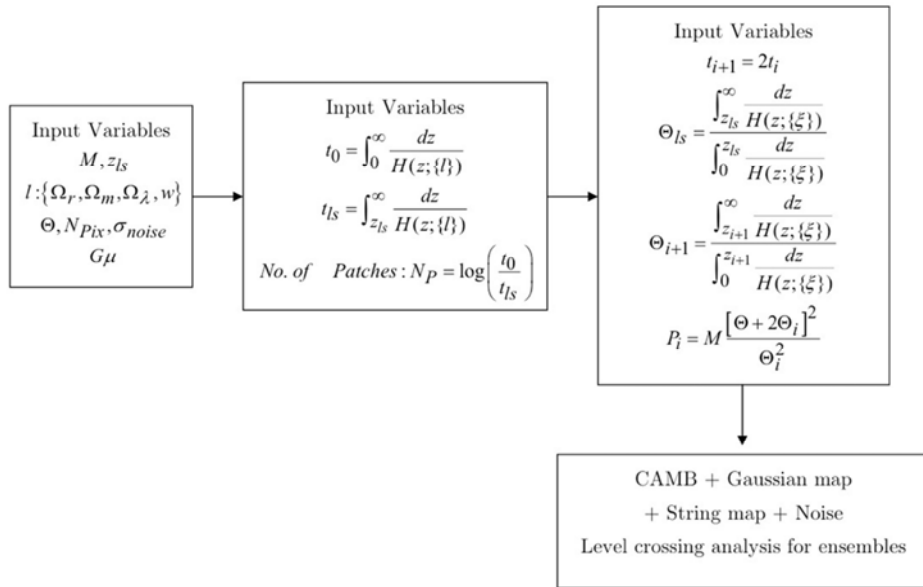 Input Variables
M, z_{ls}
l :{Ω_r, Ω_m, Ω_λ, w}
Θ, N_{Pix}, σ_{noise}
Gμ
Input Variables
t_0 = ∫_0^∞ dz / H(z;{l})
t_{ls} = ∫_{z_{ls}}^∞ dz / H(z;{l})
No. of Patches : N_P = log(t_0 / t_{ls})
Input Variables
t_{i+1} = 2t_i
Θ_{ls} = ∫_{z_{ls}}^∞ dz / H(z;{ξ}) / ∫_0^{z_{ls}} dz / H(z;{ξ})
Θ_{i+1} = ∫_{z_{i+1}}^∞ dz / H(z;{ξ}) / ∫_0^{z_{i+1}} dz / H(z;{ξ})
P_i = M [Θ + 2Θ_i]^2 / Θ_i^2
CAMB + Gaussian map
+ String map + Noise
Level crossing analysis for ensembles